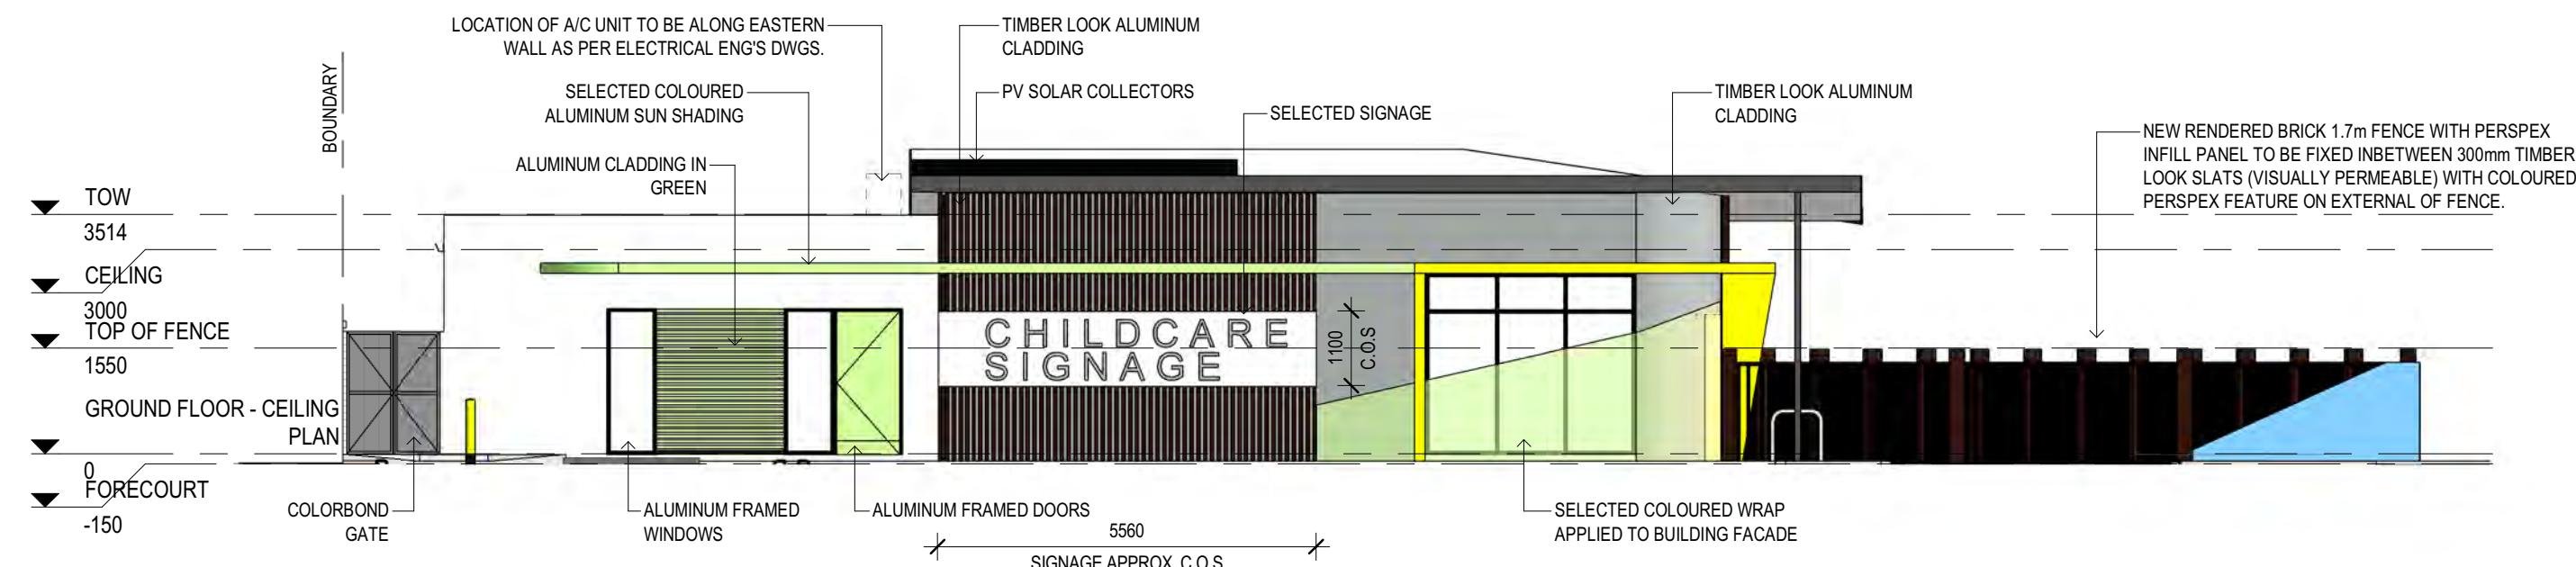 LOCATION OF A/C UNIT TO BE ALONG EASTERN
WALL AS PER ELECTRICAL ENG'S DWGS.
TIMBER LOOK ALUMINUM
CLADDING
BOUNDARY
SELECTED COLOURED
ALUMINUM SUN SHADING
PV SOLAR COLLECTORS
SELECTED SIGNAGE
TIMBER LOOK ALUMINUM
CLADDING
NEW RENDERED BRICK 1.7m FENCE WITH PERSPEX
INFILL PANEL TO BE FIXED INBETWEEN 300mm TIMBER
LOOK SLATS (VISUALLY PERMEABLE) WITH COLOURED
PERSPEX FEATURE ON EXTERNAL OF FENCE.
ALUMINUM CLADDING IN
GREEN
TOW
3514
CEILING
3000
TOP OF FENCE
1550
GROUND FLOOR - CEILING
PLAN
0
FORECOURT
-150
CHILDCARE
SIGNAGE
1100
C.O.S
COLORBOND
GATE
ALUMINUM FRAMED
WINDOWS
ALUMINUM FRAMED DOORS
5560
SIGNAGE APPROX. C.O.S
SELECTED COLOURED WRAP
APPLIED TO BUILDING FACADE